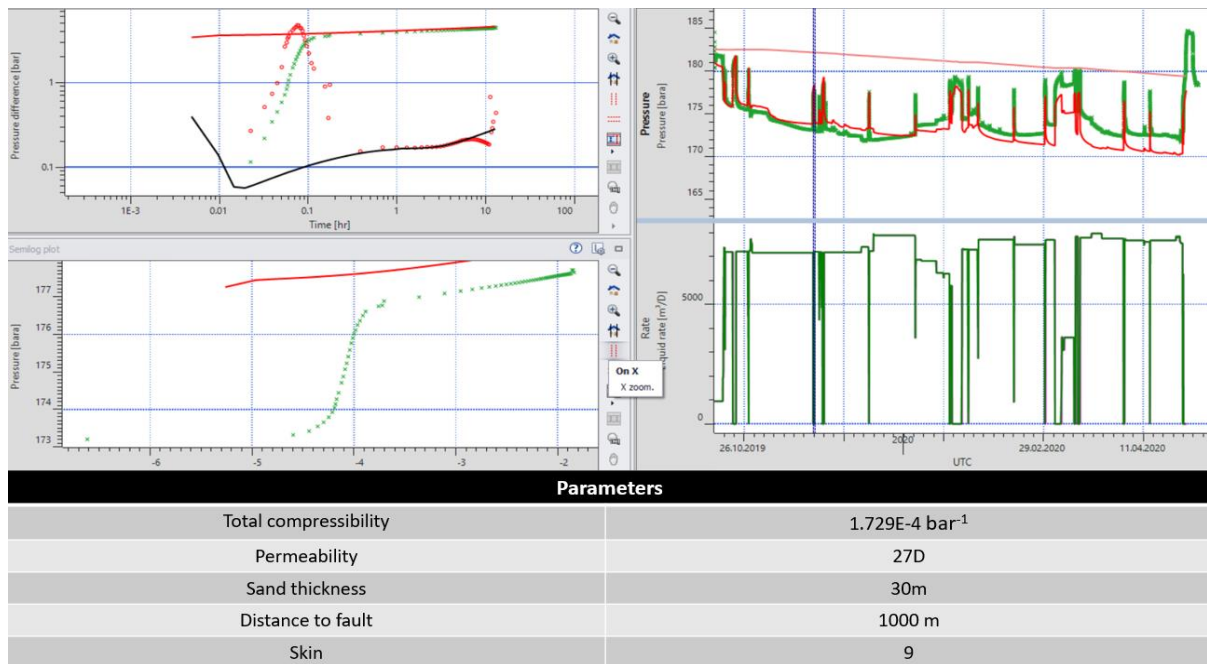 Pressure difference [bar]
1
0.1
1E-3
0.01
0.1
1
10
100
Time [hr]
Semilog plot
Pressure [bara]
177
176
175
174
173
-6
-5
-4
-3
-2
On X
X zoom.
Pressure
Pressure [bara]
185
180
175
170
165
Rate
Liquid rate [m³/D]
5000
0
26.10.2019
2020
29.02.2020
11.04.2020
UTC
Parameters
Total compressibility 1.729E-4 bar⁻¹
Permeability 27D
Sand thickness 30m
Distance to fault 1000 m
Skin 9